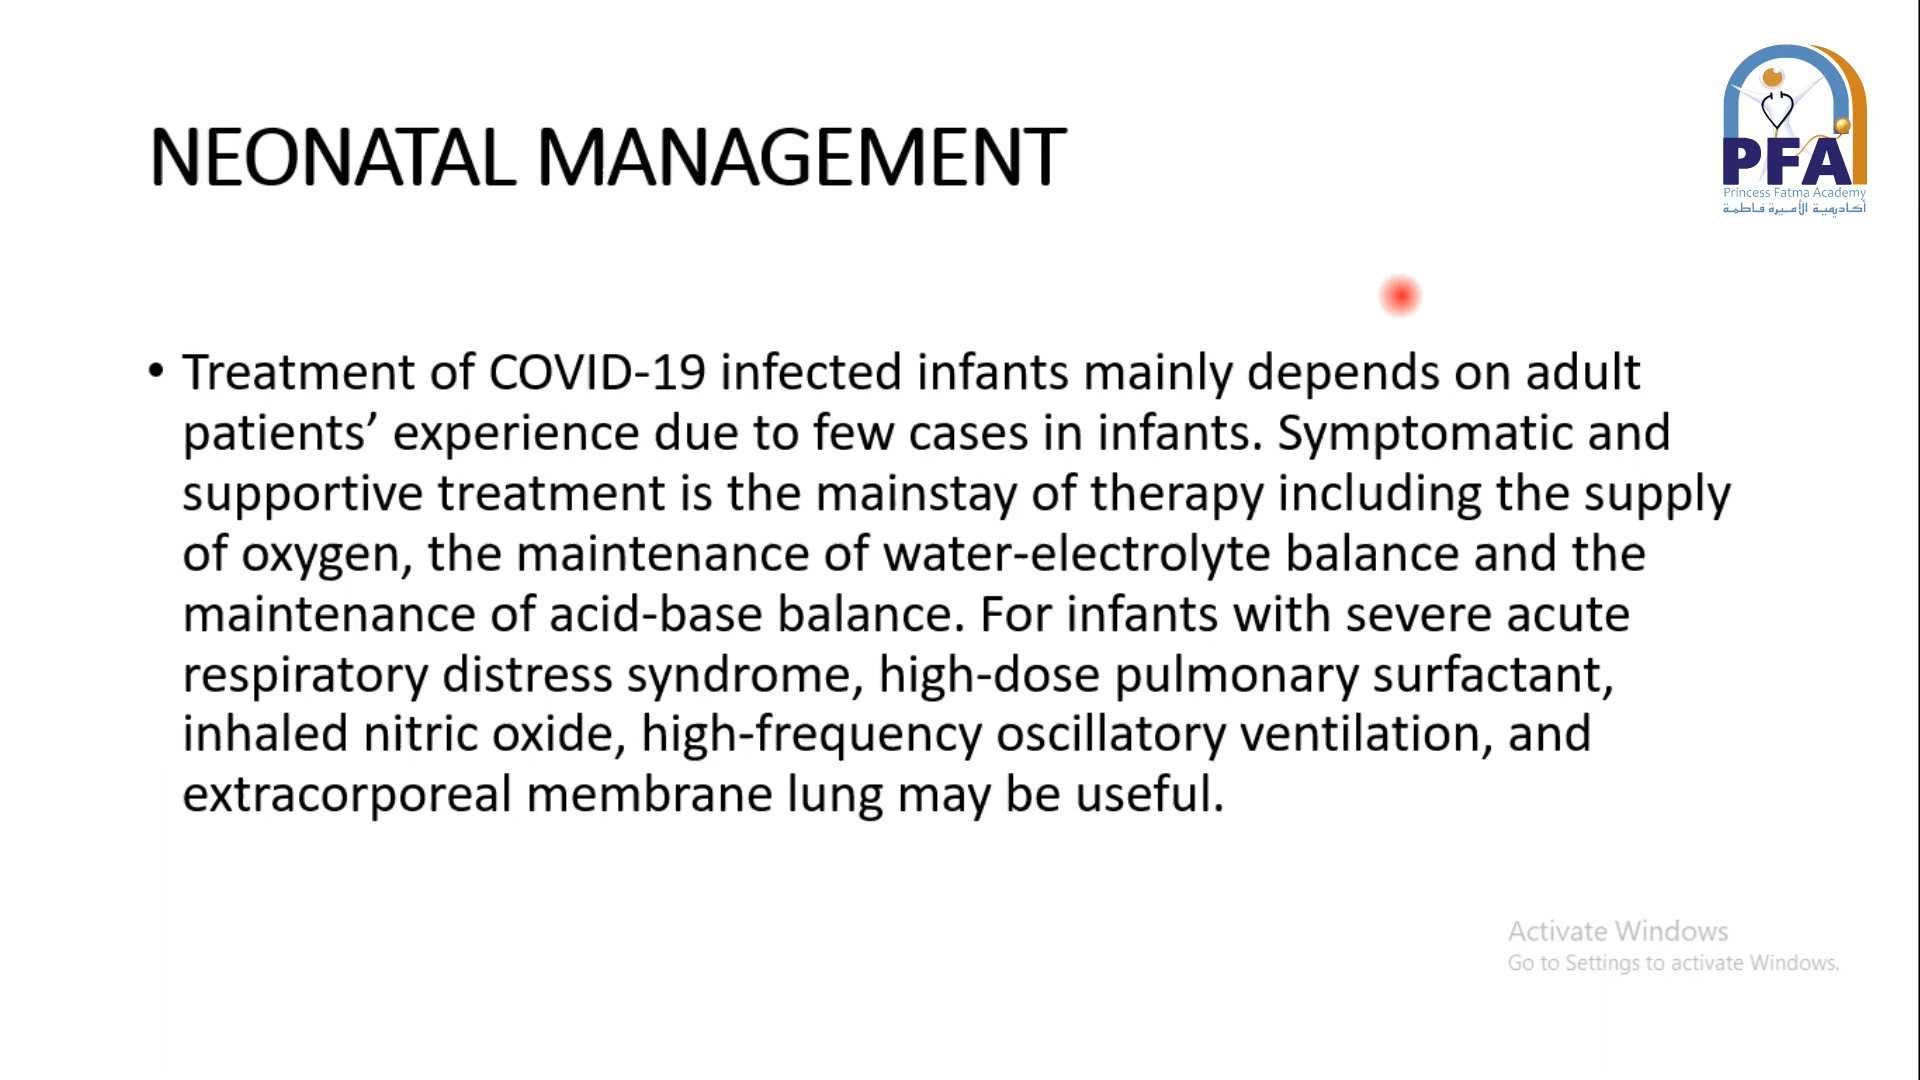 NEONATAL MANAGEMENT
PFA
Princess Fatma Academy
أكاديمية الأميرة فاطمة
• Treatment of COVID-19 infected infants mainly depends on adult
patients’ experience due to few cases in infants. Symptomatic and
supportive treatment is the mainstay of therapy including the supply
of oxygen, the maintenance of water-electrolyte balance and the
maintenance of acid-base balance. For infants with severe acute
respiratory distress syndrome, high-dose pulmonary surfactant,
inhaled nitric oxide, high-frequency oscillatory ventilation, and
extracorporeal membrane lung may be useful.
Activate Windows
Go to Settings to activate Windows.